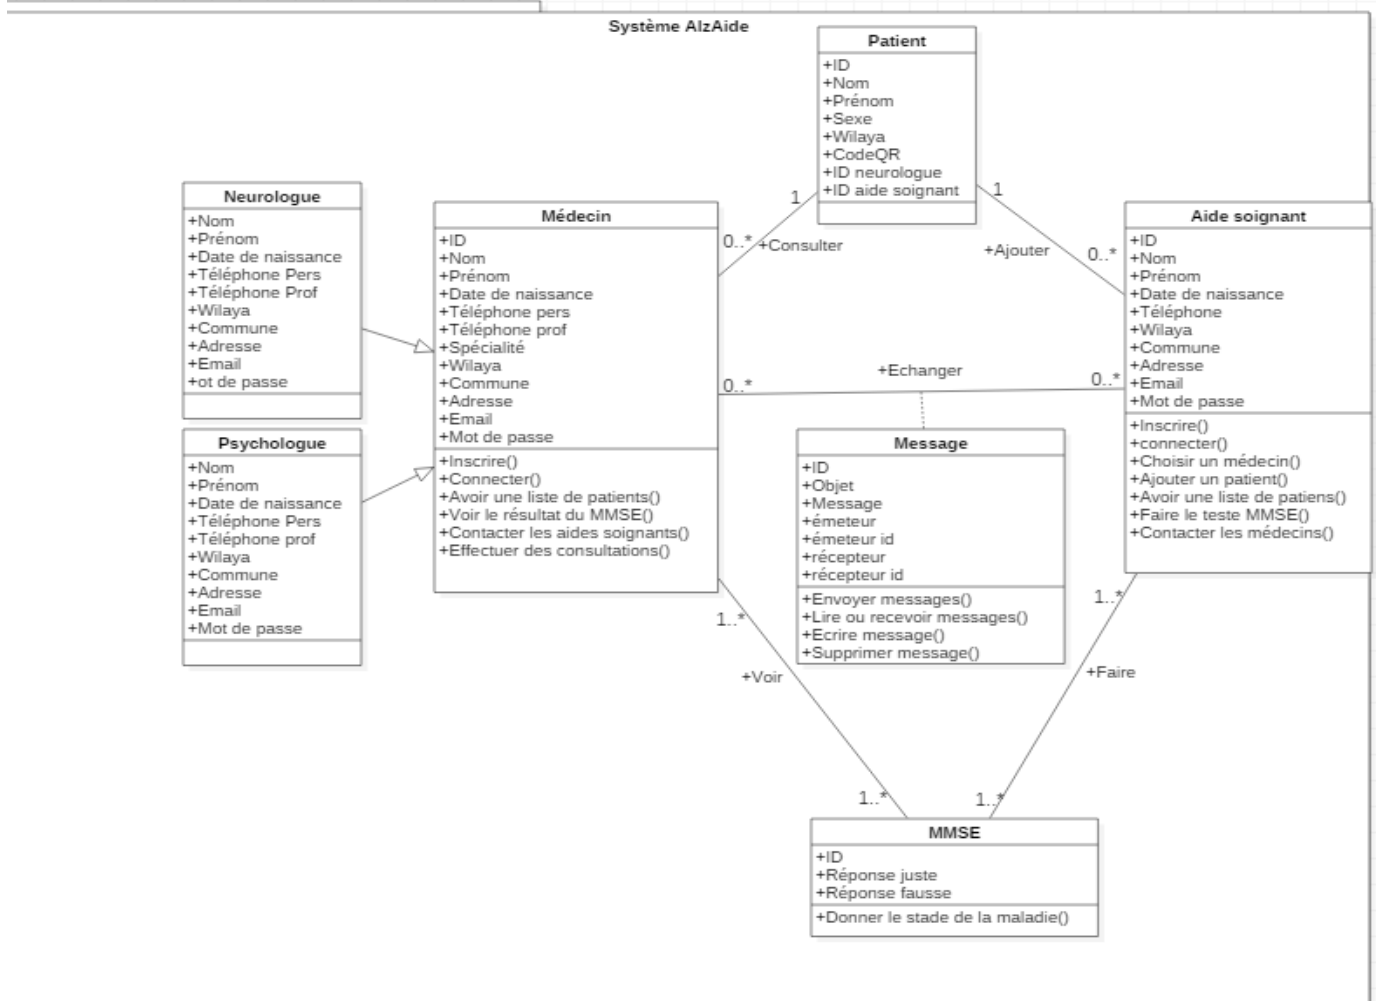 Système AlzAide
Patient
+ID
+Nom
+Prénom
+Sexe
+Wilaya
+CodeQR
+ID neurologue
+ID aide soignant
Neurologue
+Nom
+Prénom
+Date de naissance
+Téléphone Pers
+Téléphone Prof
+Wilaya
+Commune
+Adresse
+Email
+ot de passe
Psychologue
+Nom
+Prénom
+Date de naissance
+Téléphone Pers
+Téléphone prof
+Wilaya
+Commune
+Adresse
+Email
+Mot de passe
Médecin
+ID
+Nom
+Prénom
+Date de naissance
+Téléphone pers
+Téléphone prof
+Spécialité
+Wilaya
+Commune
+Adresse
+Email
+Mot de passe
+Inscrire()
+Connecter()
+Avoir une liste de patients()
+Voir le résultat du MMSE()
+Contacter les aides soignants()
+Effectuer des consultations()
1
0..*
+Consulter
1
+Ajouter
0..*
Aide soignant
+ID
+Nom
+Prénom
+Date de naissance
+Téléphone
+Wilaya
+Commune
+Adresse
+Email
+Mot de passe
+Inscrire()
+connecter()
+Choisir un médecin()
+Ajouter un patient()
+Avoir une liste de patiens()
+Faire le teste MMSE()
+Contacter les médecins()
0..*
+Echanger
0..*
Message
+ID
+Objet
+Message
+émeteur
+émeteur id
+récepteur
+récepteur id
+Envoyer messages()
+Lire ou recevoir messages()
+Ecrire message()
+Supprimer message()
1..*
+Voir
1..*
1..*
+Faire
1..*
MMSE
+ID
+Réponse juste
+Réponse fausse
+Donner le stade de la maladie()